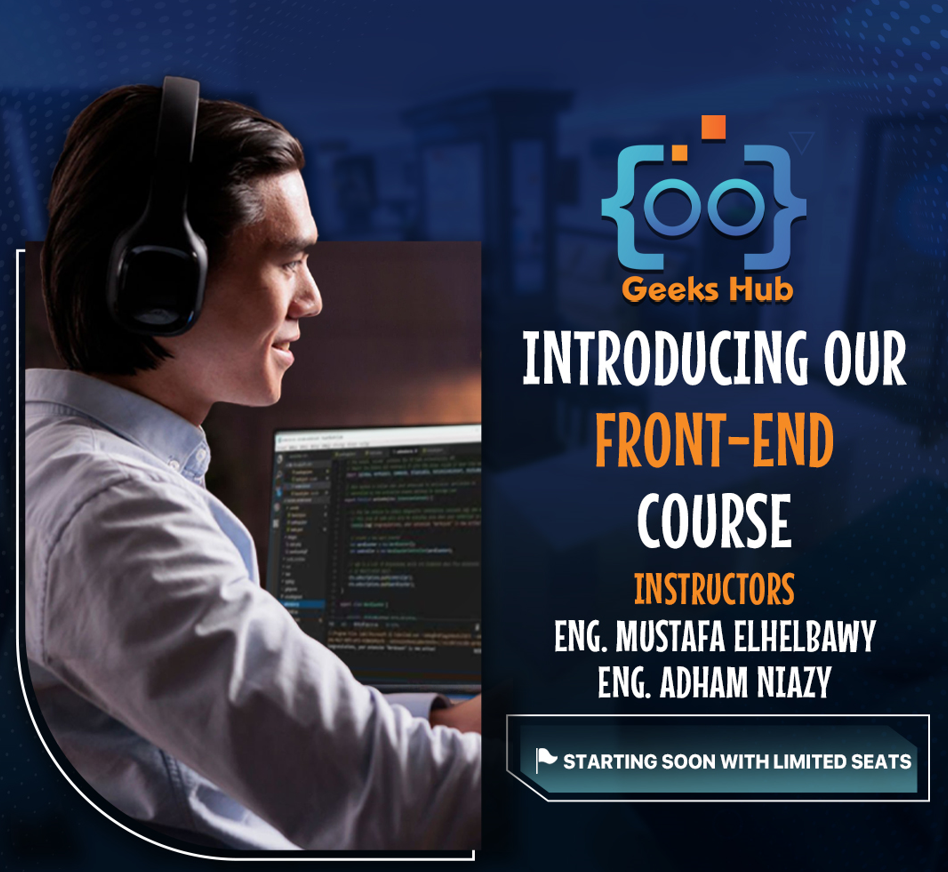 Geeks Hub
INTRODUCING OUR
FRONT-END
COURSE
INSTRUCTORS
ENG. MUSTAFA ELHELBAWY
ENG. ADHAM NIAZY
STARTING SOON WITH LIMITED SEATS